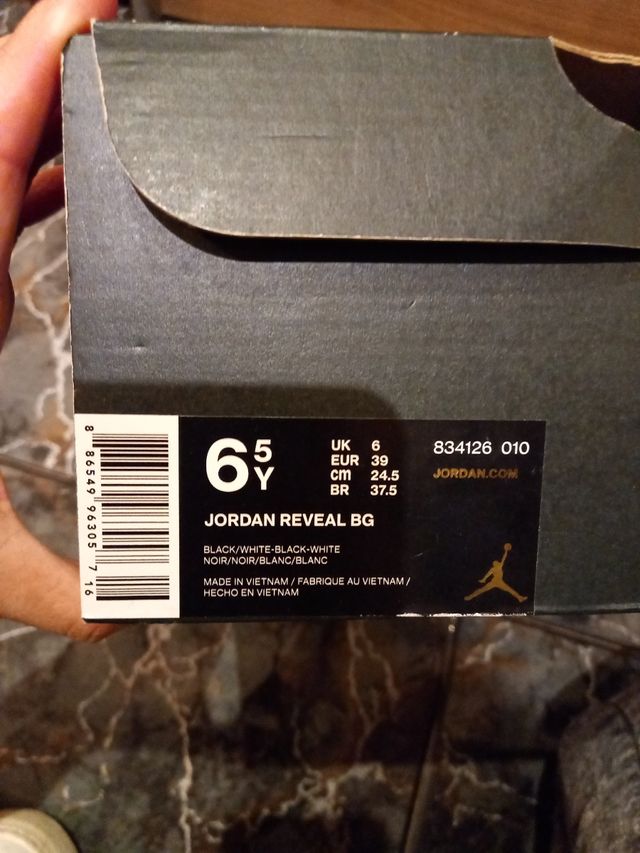 8 86549 96305 7 16
6 5 Y
UK 6
EUR 39
cm 24.5
BR 37.5
834126 010
JORDAN.COM
JORDAN REVEAL BG
BLACK/WHITE-BLACK-WHITE
NOIR/NOIR/BLANC/BLANC
MADE IN VIETNAM / FABRIQUE AU VIETNAM /
HECHO EN VIETNAM